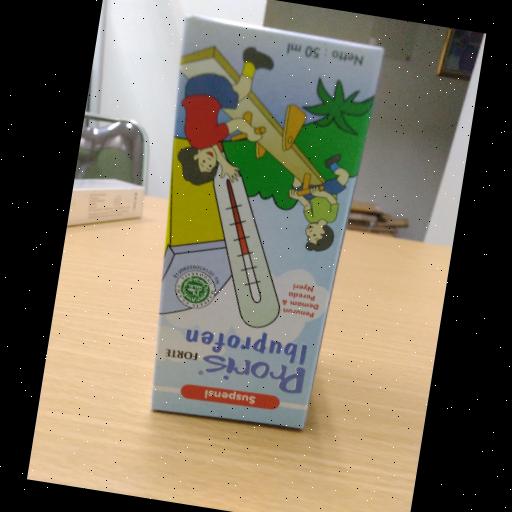 Suspensi
Proris®
FORTE
Ibuprofen
Penurun
Demam &
Pereda
Nyeri
Netto : 50 ml